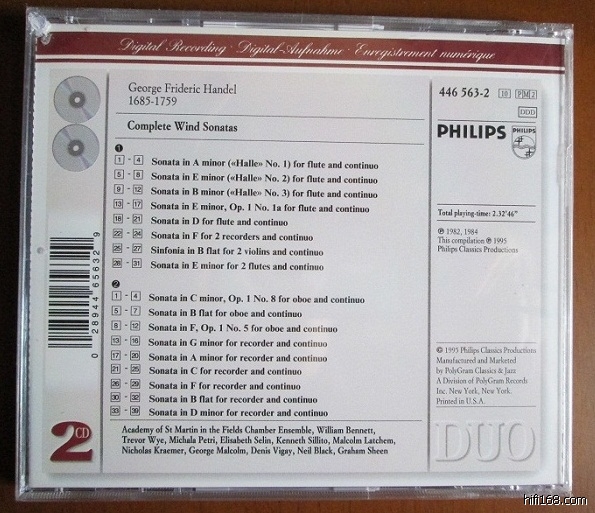 Digital Recording · Digital-Aufnahme · Enregistrement numérique
George Frideric Handel
1685-1759
Complete Wind Sonatas
1
1 - 4 Sonata in A minor («Halle» No. 1) for flute and continuo
5 - 8 Sonata in E minor («Halle» No. 2) for flute and continuo
9 - 12 Sonata in B minor («Halle» No. 3) for flute and continuo
13 - 17 Sonata in E minor, Op. 1 No. 1a for flute and continuo
18 - 21 Sonata in D for flute and continuo
22 - 24 Sonata in F for 2 recorders and continuo
25 - 27 Sinfonia in B flat for 2 violins and continuo
28 - 31 Sonata in E minor for 2 flutes and continuo
2
1 - 4 Sonata in C minor, Op. 1 No. 8 for oboe and continuo
5 - 7 Sonata in B flat for oboe and continuo
8 - 12 Sonata in F, Op. 1 No. 5 for oboe and continuo
13 - 16 Sonata in G minor for recorder and continuo
17 - 20 Sonata in A minor for recorder and continuo
21 - 25 Sonata in C for recorder and continuo
26 - 29 Sonata in F for recorder and continuo
30 - 32 Sonata in B flat for recorder and continuo
33 - 39 Sonata in D minor for recorder and continuo
Academy of St Martin in the Fields Chamber Ensemble, William Bennett,
Trevor Wye, Michala Petri, Elisabeth Selin, Kenneth Sillito, Malcolm Latchem,
Nicholas Kraemer, George Malcolm, Denis Vigay, Neil Black, Graham Sheen
446 563-2 10 PM2
DDD
PHILIPS
PHILIPS
Total playing-time: 2.32'46"
℗ 1982, 1984
This compilation ℗ 1995
Philips Classics Productions
© 1995 Philips Classics Productions
Manufactured and Marketed
by PolyGram Classics & Jazz
A Division of PolyGram Records
Inc. New York, New York.
Printed in U.S.A.
DUO
2 CD
0 28944 65632 9
hifi168.com